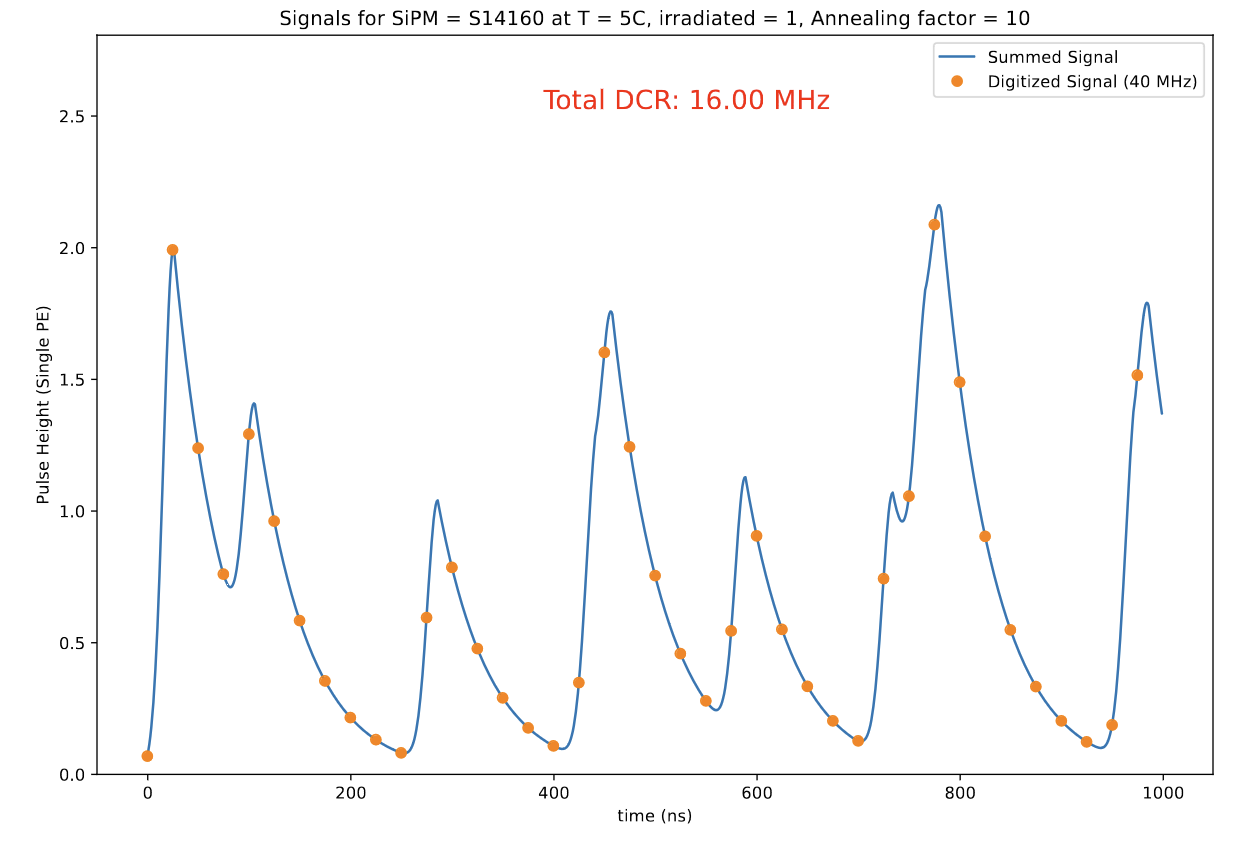 Signals for SiPM = S14160 at T = 5C, irradiated = 1, Annealing factor = 10
Summed Signal
Digitized Signal (40 MHz)
Total DCR: 16.00 MHz
Pulse Height (Single PE)
2.5
2.0
1.5
1.0
0.5
0.0
0 200 400 600 800 1000
time (ns)